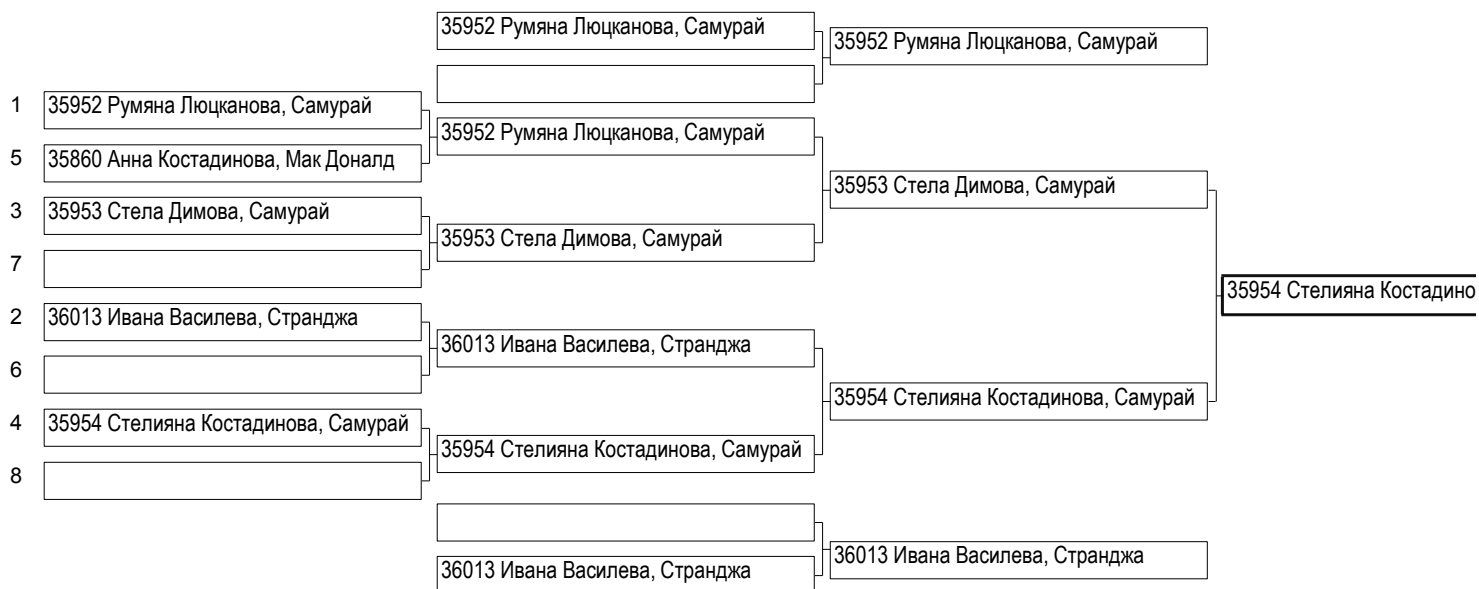 35952 Румяна Люцканова, Самурай
35952 Румяна Люцканова, Самурай
1 35952 Румяна Люцканова, Самурай
35952 Румяна Люцканова, Самурай
5 35860 Анна Костадинова, Мак Доналд
35953 Стела Димова, Самурай
3 35953 Стела Димова, Самурай
35953 Стела Димова, Самурай
7
35954 Стелияна Костадино
2 36013 Ивана Василева, Странджа
36013 Ивана Василева, Странджа
6
35954 Стелияна Костадинова, Самурай
4 35954 Стелияна Костадинова, Самурай
35954 Стелияна Костадинова, Самурай
8
36013 Ивана Василева, Странджа
36013 Ивана Василева, Странджа